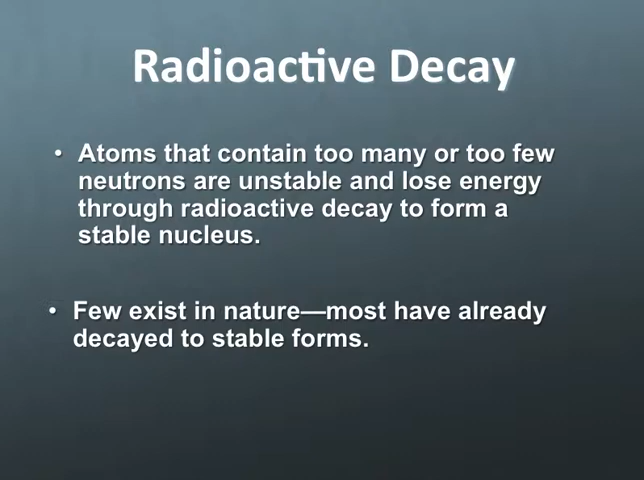 Radioactive Decay
• Atoms that contain too many or too few
neutrons are unstable and lose energy
through radioactive decay to form a
stable nucleus.
• Few exist in nature—most have already
decayed to stable forms.